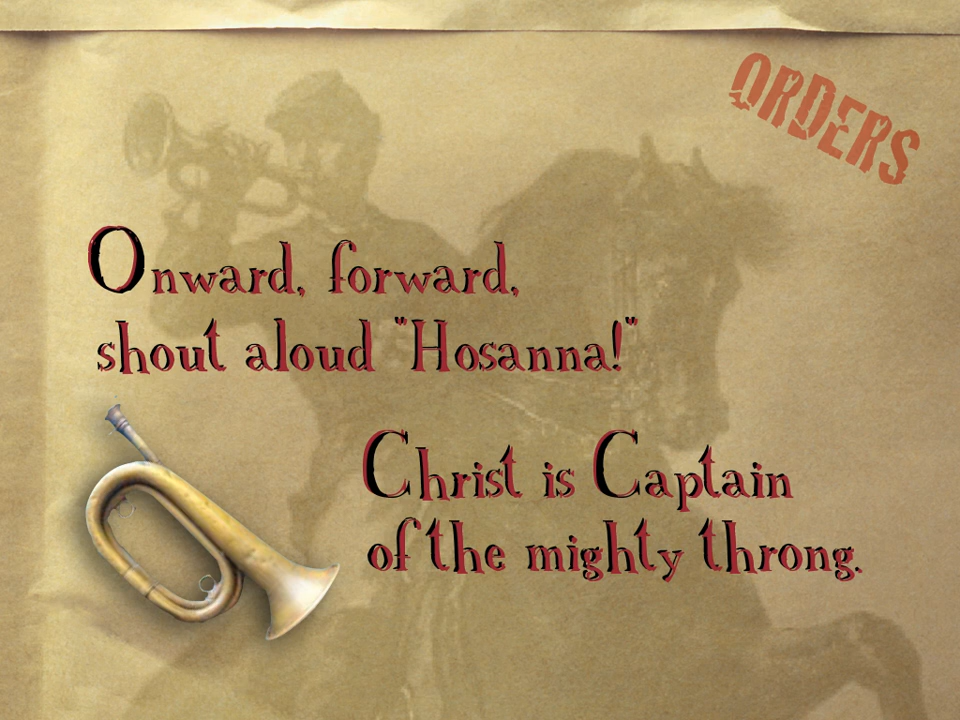 ORDERS
Onward, forward,
shout aloud "Hosanna!"
Christ is Captain
of the mighty throng.